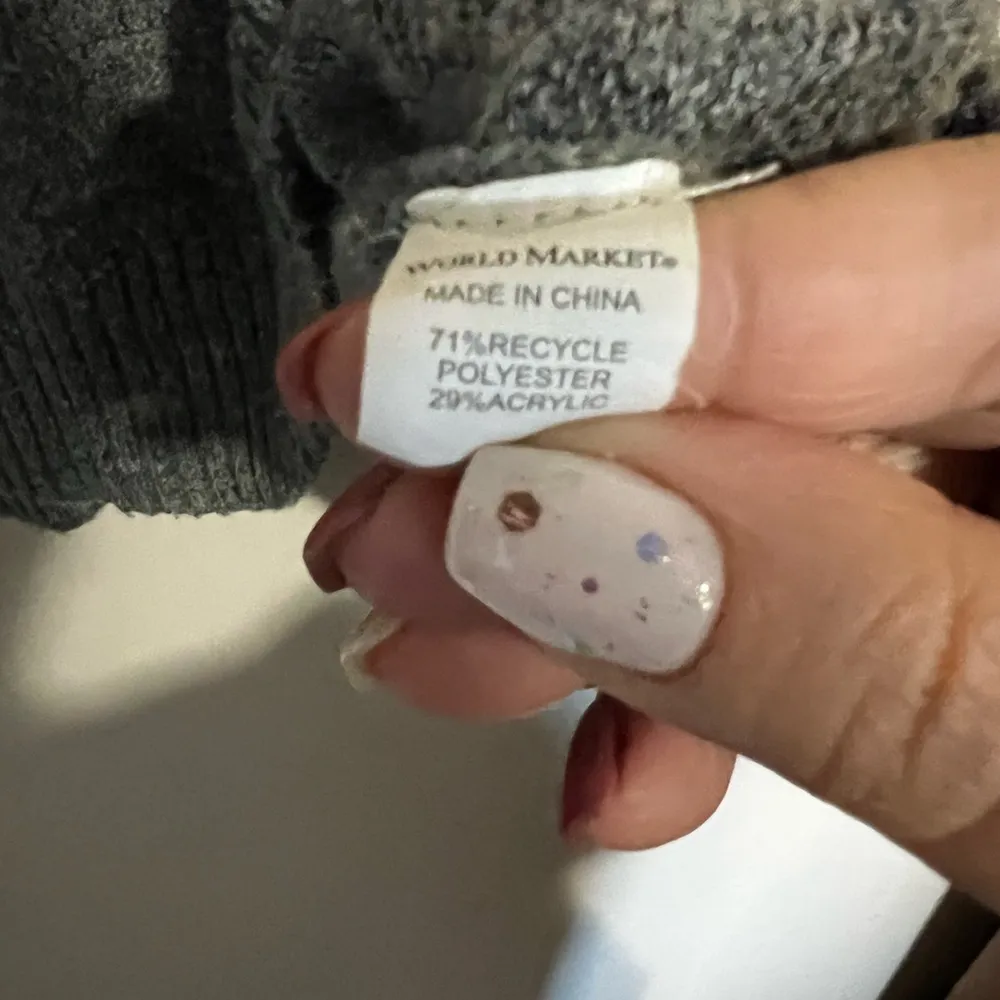 WORLD MARKET®
MADE IN CHINA
71%RECYCLE
POLYESTER
29%ACRYLIC